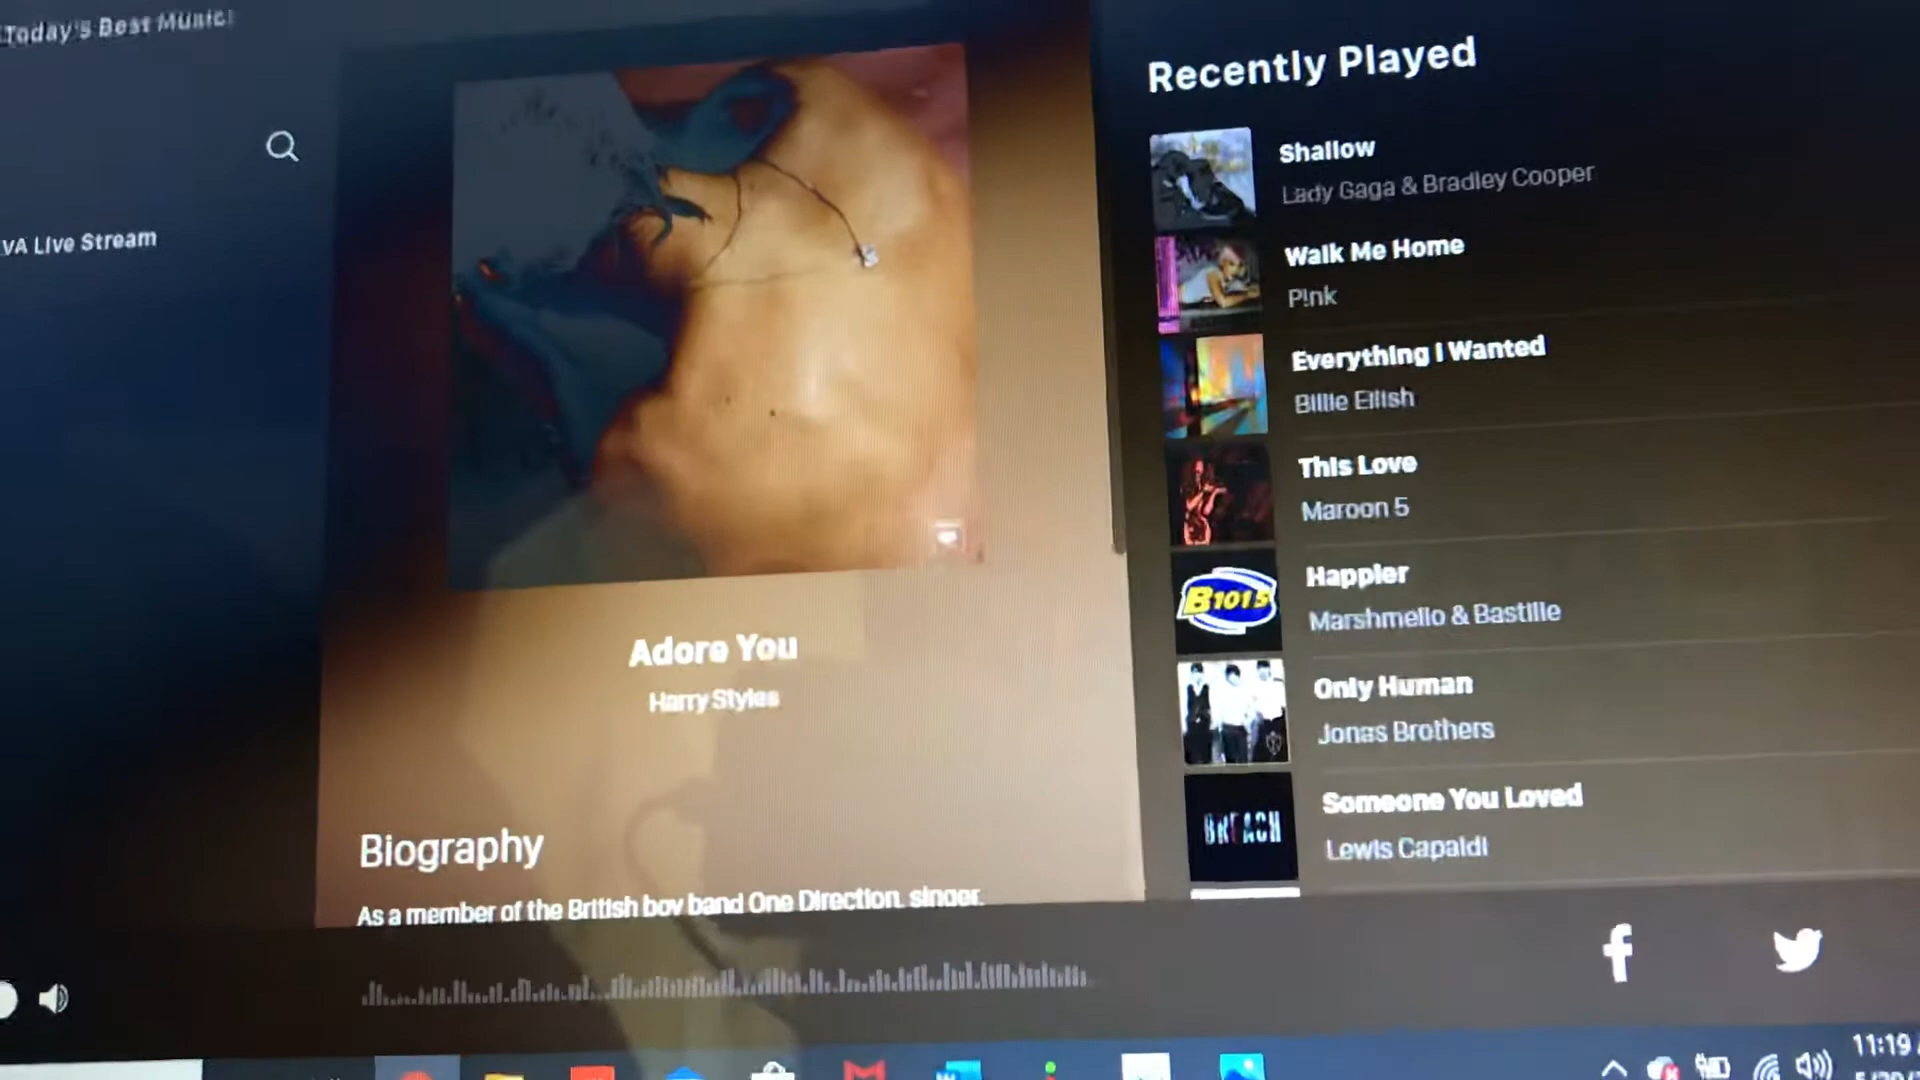 Today's Best Music!
VA Live Stream
Adore You
Harry Styles
Biography
As a member of the British boy band One Direction, singer,
Recently Played
Shallow
Lady Gaga & Bradley Cooper
Walk Me Home
P!nk
Everything I Wanted
Billie Eilish
This Love
Maroon 5
B101.5
Happier
Marshmello & Bastille
Only Human
Jonas Brothers
BREACH
Someone You Loved
Lewis Capaldi
11:19